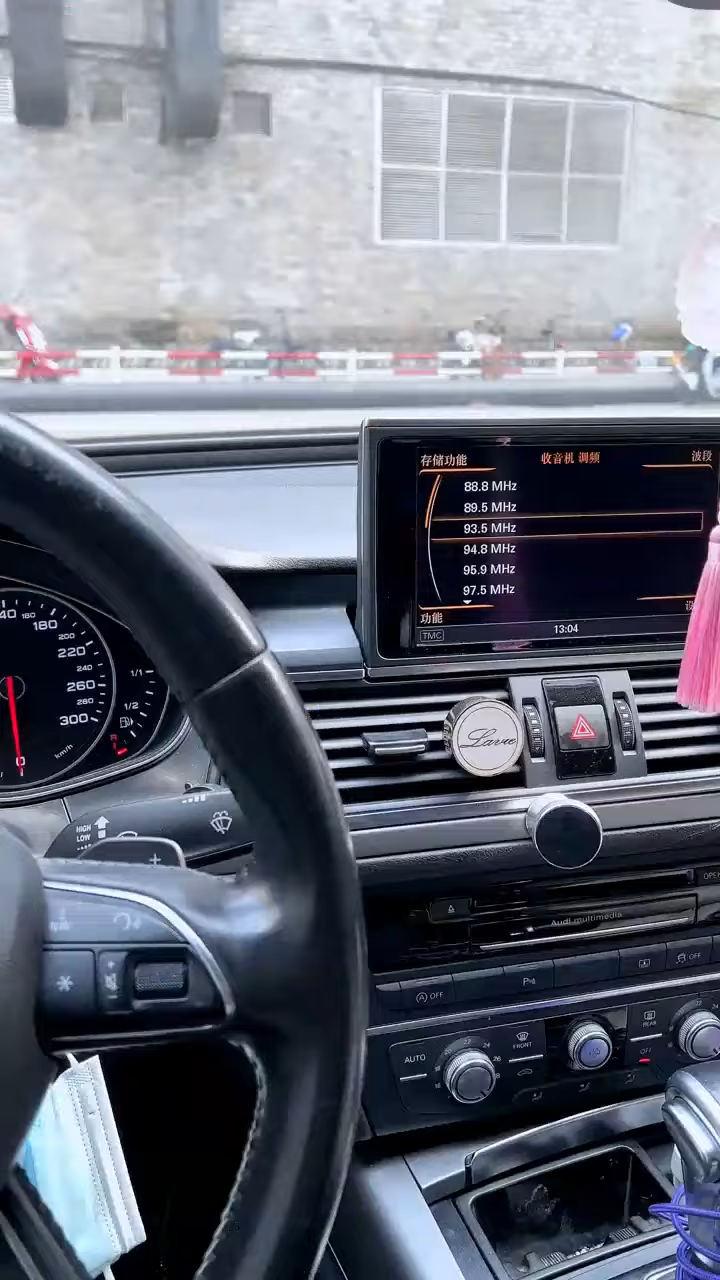 存储功能 收音机 调频 波段
88.8 MHz
89.5 MHz
93.5 MHz
94.8 MHz
95.9 MHz
97.5 MHz
功能
TMC 13:04
160
180
200
220
240
260
280
300
km/h
0
1/1
1/2
R
Lavie
HIGH
LOW
Audi multimedia
OFF
OFF
AUTO
FRONT
REAR
OFF